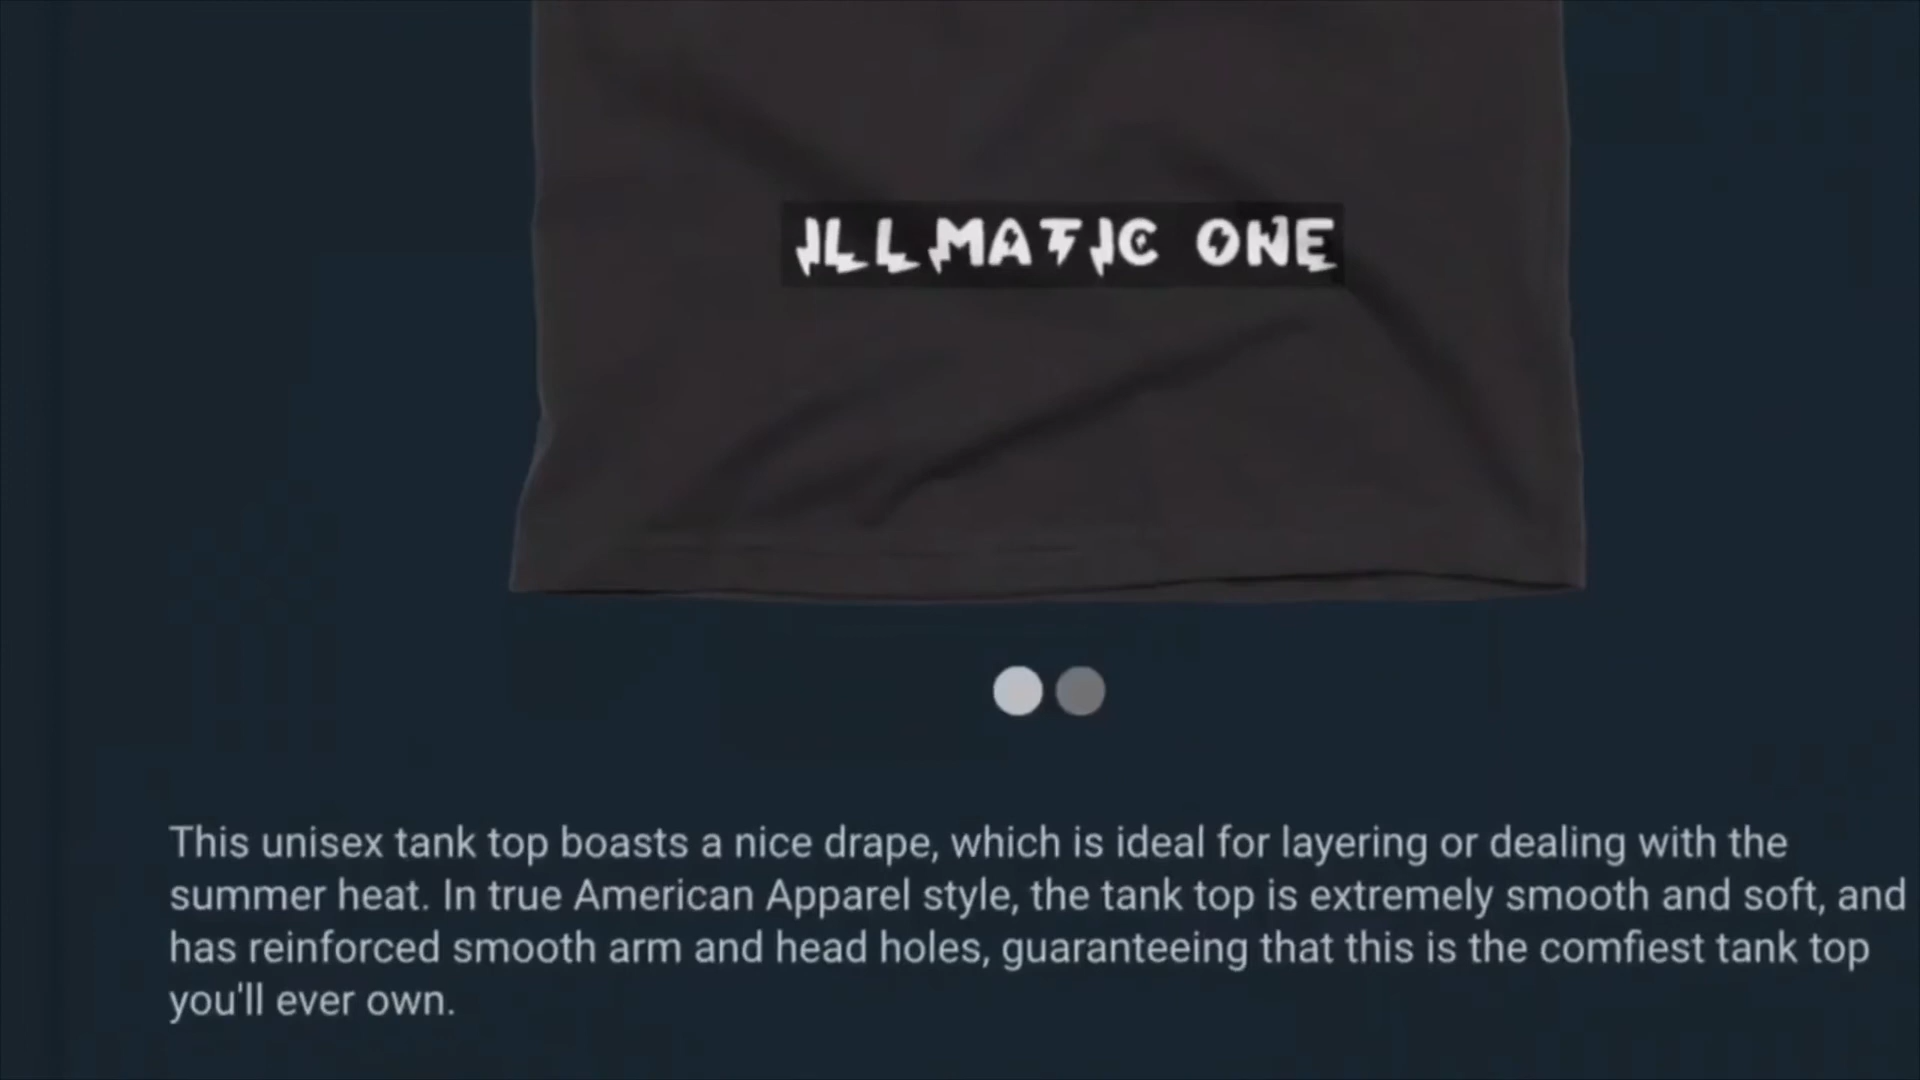 ILLMATIC ONE
This unisex tank top boasts a nice drape, which is ideal for layering or dealing with the
summer heat. In true American Apparel style, the tank top is extremely smooth and soft, and
has reinforced smooth arm and head holes, guaranteeing that this is the comfiest tank top
you'll ever own.